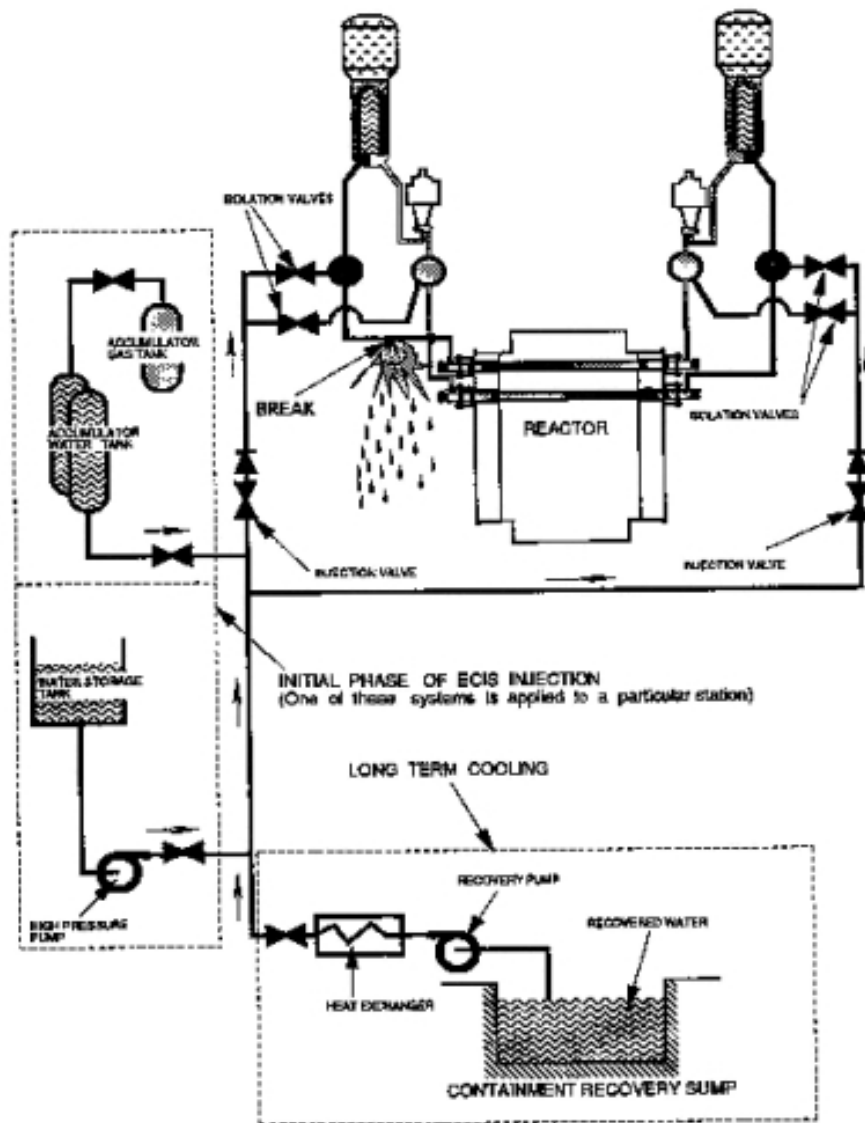 ISOLATION VALVES
ACCUMULATOR
GAS TANK
ACCUMULATOR
WATER TANK
BREAK
REACTOR
ISOLATION VALVES
INJECTION VALVE
INJECTION VALVE
WATER STORAGE
TANK
INITIAL PHASE OF ECIS INJECTION
(One of these systems is applied to a particular station)
LONG TERM COOLING
HIGH PRESSURE
PUMP
RECOVERY PUMP
RECOVERED WATER
HEAT EXCHANGER
CONTAINMENT RECOVERY SUMP